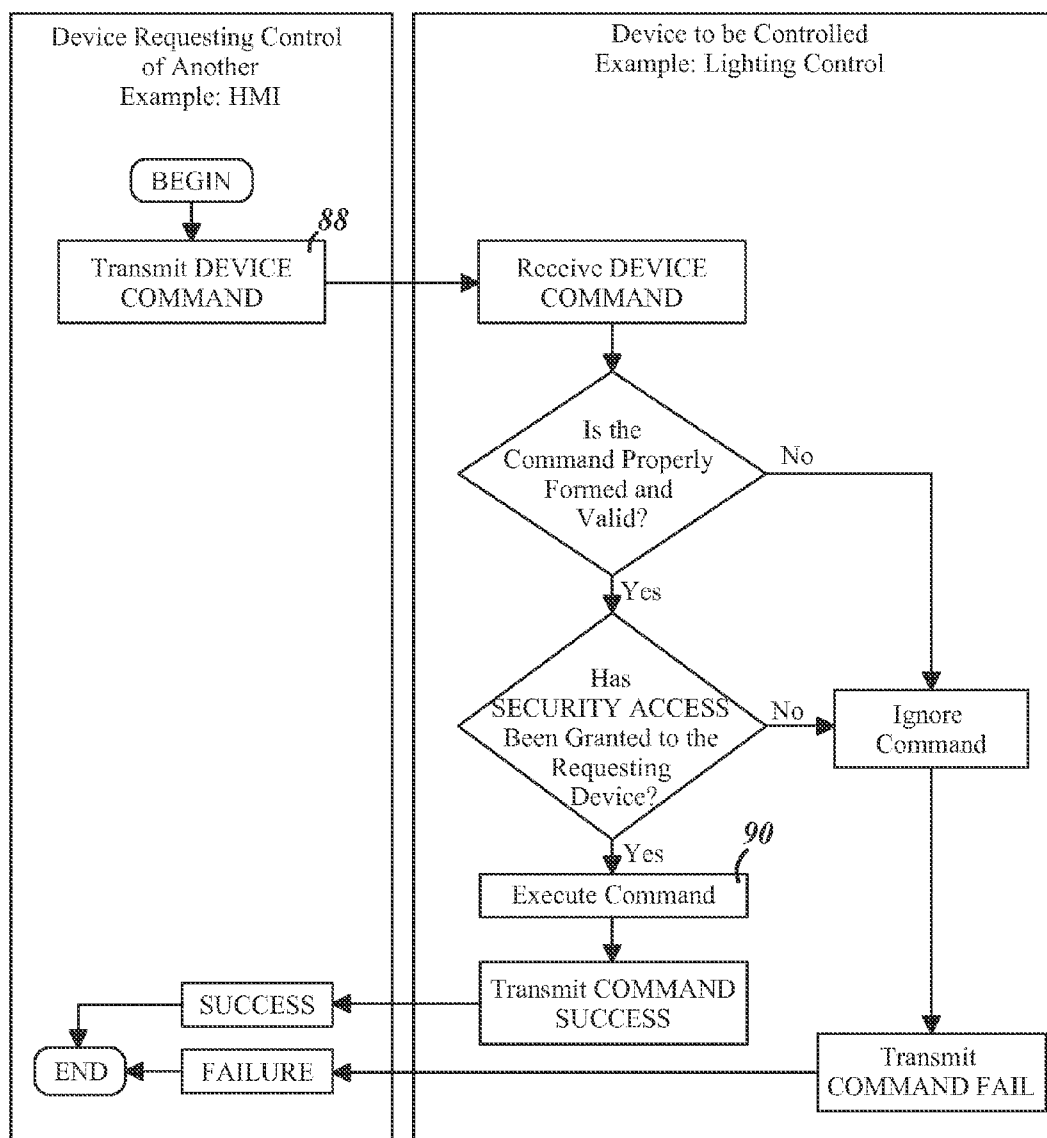 Device Requesting Control
of Another
Example: HMI
Device to be Controlled
Example: Lighting Control
BEGIN
88
Transmit DEVICE
COMMAND
Receive DEVICE
COMMAND
Is the
Command Properly
Formed and
Valid?
No
Yes
Has
SECURITY ACCESS
Been Granted to the
Requesting
Device?
No
Ignore
Command
Yes
90
Execute Command
Transmit COMMAND
SUCCESS
SUCCESS
END
FAILURE
Transmit
COMMAND FAIL